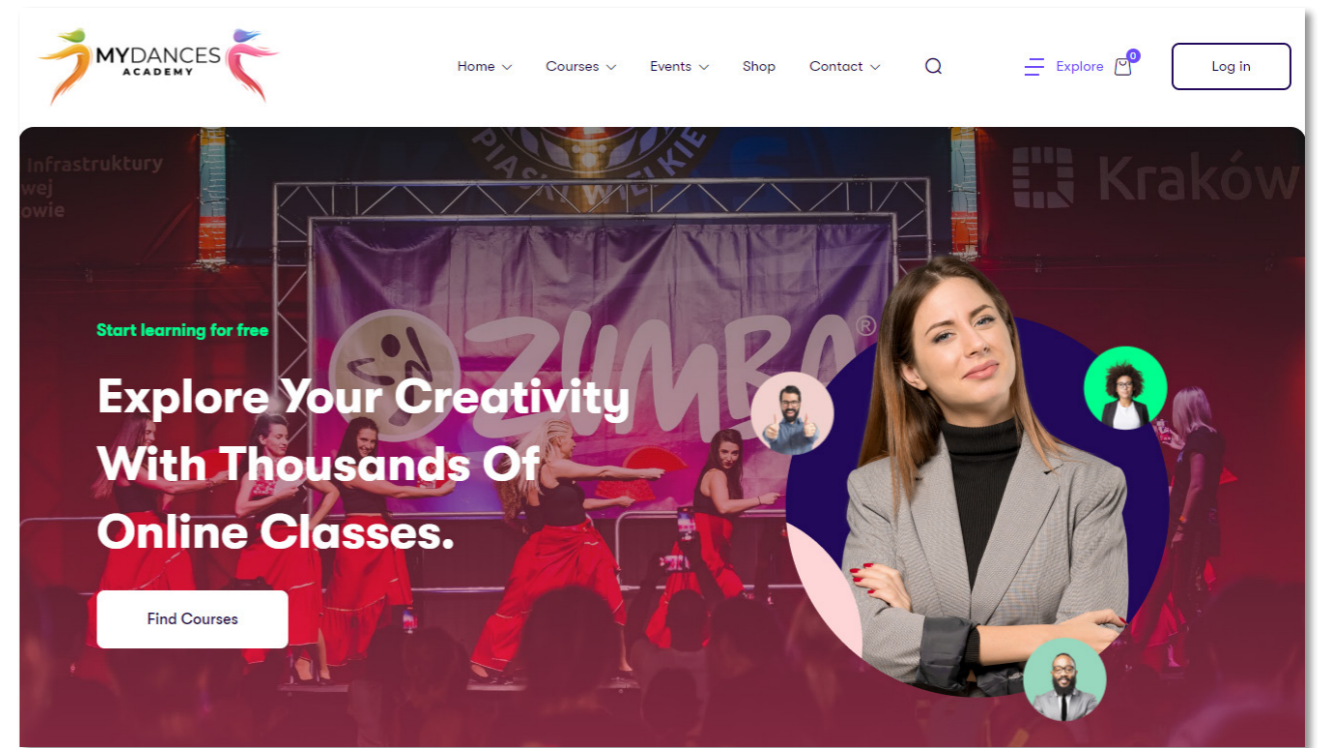 MYDANCES
ACADEMY
Home
Courses
Events
Shop
Contact
Explore
0
Log in
Infrastruktury
wej
owie
PIASKI WIELKIE
Kraków
ZUMBA®
Start learning for free
Explore Your Creativity
With Thousands Of
Online Classes.
Find Courses